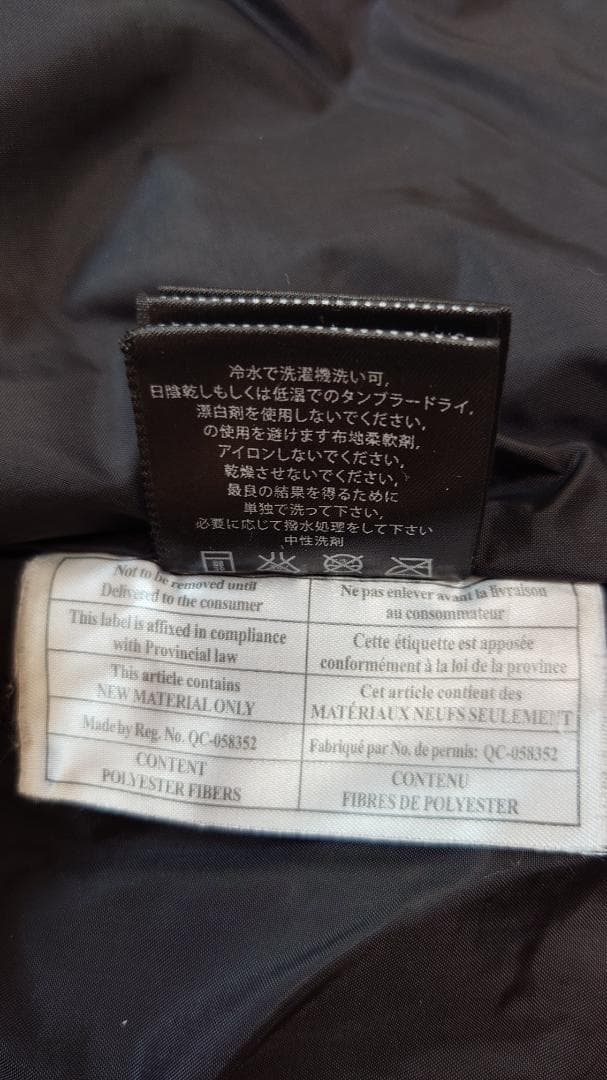 冷水で洗濯機洗い可,
日陰乾しもしくは低温でのタンブラードライ,
漂白剤を使用しないでください,
の使用を避けます布地柔軟剤,
アイロンしないでください,
乾燥させないでください,
最良の結果を得るために
単独で洗って下さい,
必要に応じて撥水処理をして下さい
中性洗剤
Not to be removed until
Delivered to the consumer
Ne pas enlever avant la livraison
au consommateur
This label is affixed in compliance
with Provincial law
Cette étiquette est apposée
conformément à la loi de la province
This article contains
NEW MATERIAL ONLY
Cet article contient des
MATÉRIAUX NEUFS SEULEMENT
Made by Reg. No. QC-058352
Fabriqué par No. de permis: QC-058352
CONTENT
POLYESTER FIBERS
CONTENU
FIBRES DE POLYESTER